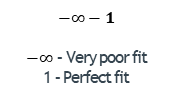 −∞ – 1
−∞ - Very poor fit
1 - Perfect fit